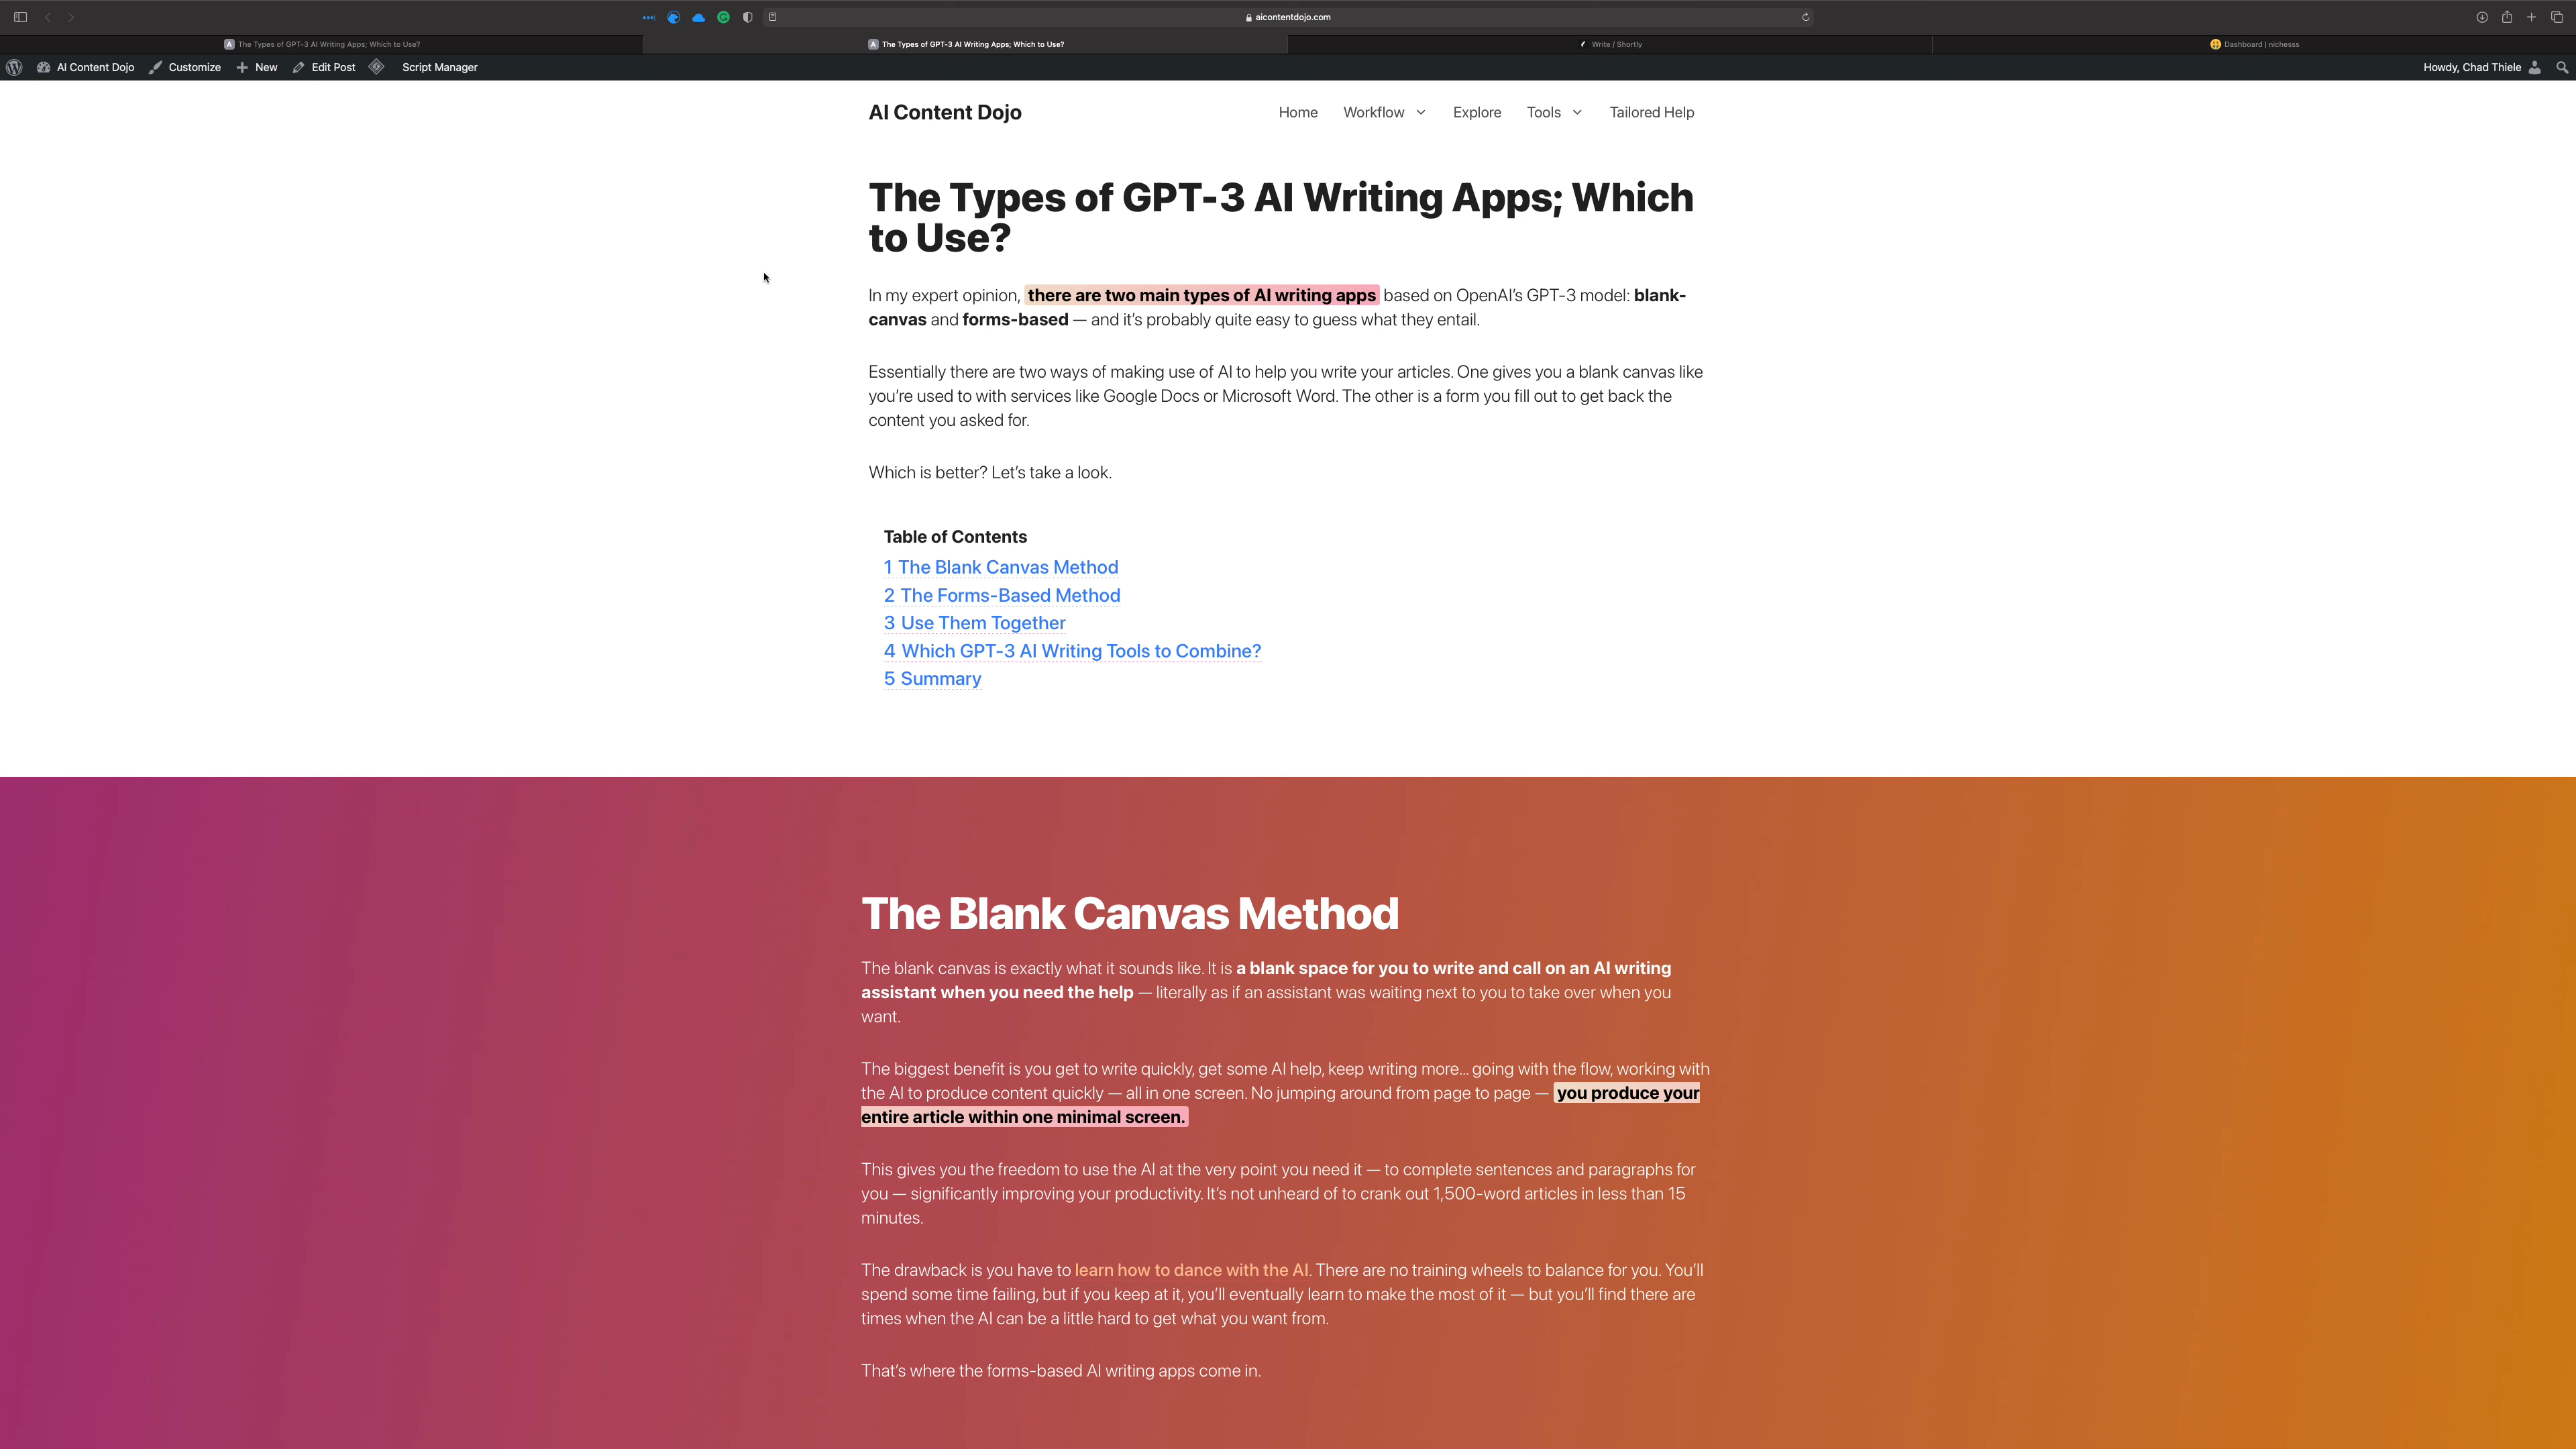 aicontentdojo.com
The Types of GPT-3 AI Writing Apps; Which to Use?
The Types of GPT-3 AI Writing Apps; Which to Use?
Write / Shortly
Dashboard | nichesss
AI Content Dojo
Customize
New
Edit Post
Script Manager
Howdy, Chad Thiele
AI Content Dojo
Home
Workflow
Explore
Tools
Tailored Help
The Types of GPT-3 AI Writing Apps; Which
to Use?
In my expert opinion, there are two main types of AI writing apps based on OpenAI's GPT-3 model: blank-
canvas and forms-based — and it's probably quite easy to guess what they entail.
Essentially there are two ways of making use of AI to help you write your articles. One gives you a blank canvas like
you're used to with services like Google Docs or Microsoft Word. The other is a form you fill out to get back the
content you asked for.
Which is better? Let's take a look.
Table of Contents
1 The Blank Canvas Method
2 The Forms-Based Method
3 Use Them Together
4 Which GPT-3 AI Writing Tools to Combine?
5 Summary
The Blank Canvas Method
The blank canvas is exactly what it sounds like. It is a blank space for you to write and call on an AI writing
assistant when you need the help — literally as if an assistant was waiting next to you to take over when you
want.
The biggest benefit is you get to write quickly, get some AI help, keep writing more... going with the flow, working with
the AI to produce content quickly — all in one screen. No jumping around from page to page — you produce your
entire article within one minimal screen.
This gives you the freedom to use the AI at the very point you need it — to complete sentences and paragraphs for
you — significantly improving your productivity. It's not unheard of to crank out 1,500-word articles in less than 15
minutes.
The drawback is you have to learn how to dance with the AI. There are no training wheels to balance for you. You'll
spend some time failing, but if you keep at it, you'll eventually learn to make the most of it — but you'll find there are
times when the AI can be a little hard to get what you want from.
That's where the forms-based AI writing apps come in.